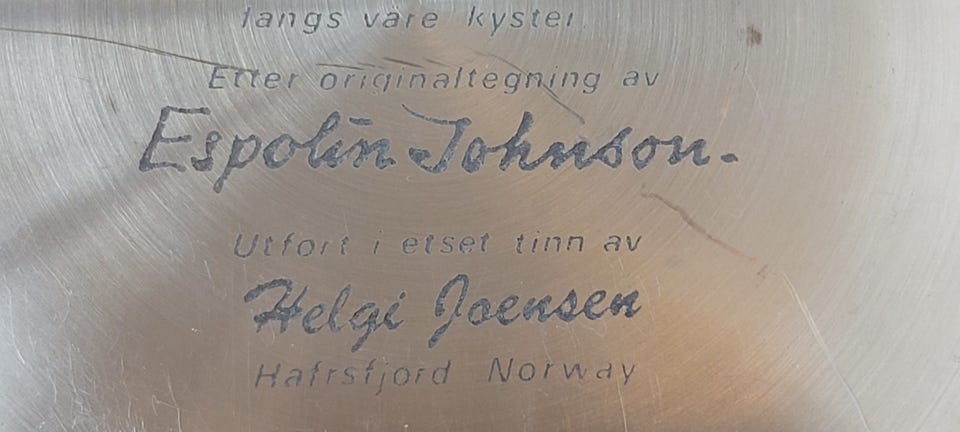 langs våre kyster.
Etter originaltegning av
Espolin Johnson.
Utført i etset tinn av
Helgi Joensen
Hafrsfjord Norway